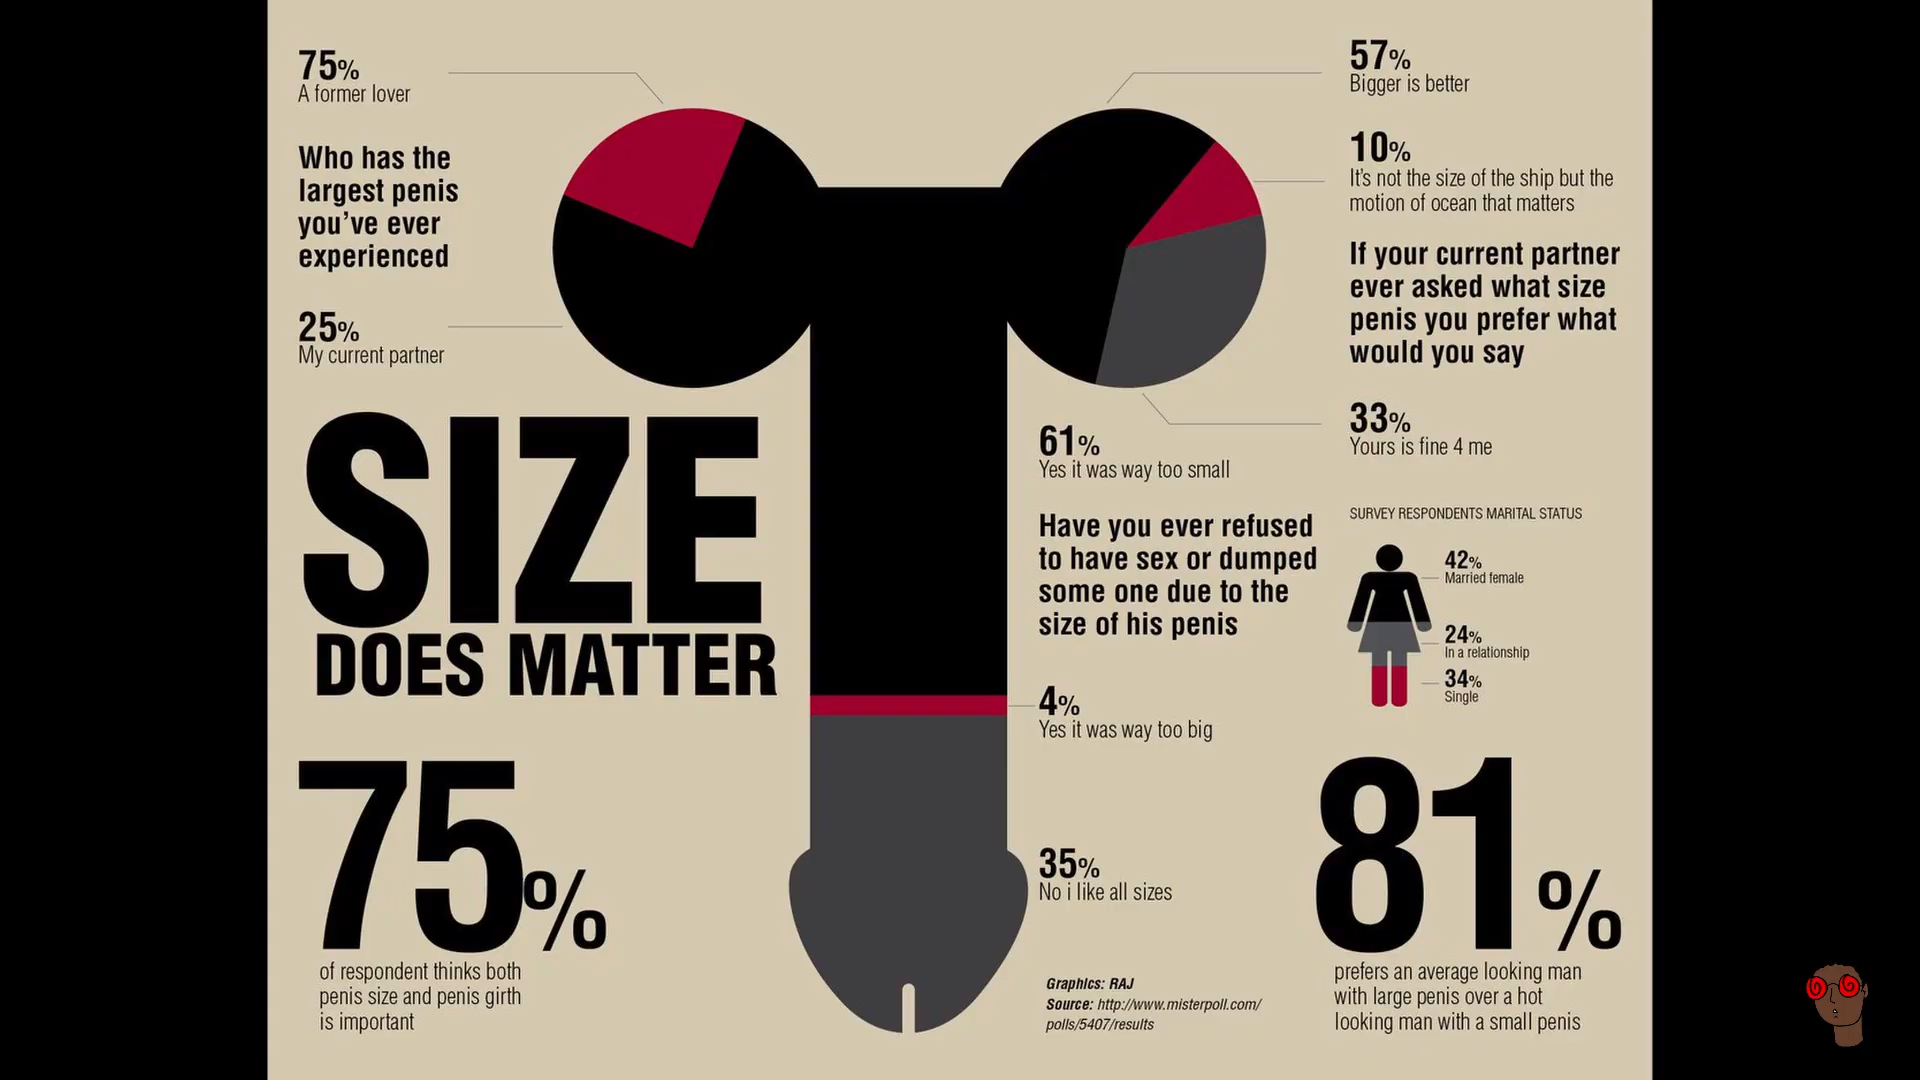 75%
A former lover
Who has the
largest penis
you've ever
experienced
25%
My current partner
SIZE
DOES MATTER
75%
of respondent thinks both
penis size and penis girth
is important
57%
Bigger is better
10%
It's not the size of the ship but the
motion of ocean that matters
If your current partner
ever asked what size
penis you prefer what
would you say
33%
Yours is fine 4 me
61%
Yes it was way too small
Have you ever refused
to have sex or dumped
some one due to the
size of his penis
4%
Yes it was way too big
35%
No i like all sizes
SURVEY RESPONDENTS MARITAL STATUS
42%
Married female
24%
In a relationship
34%
Single
81%
prefers an average looking man
with large penis over a hot
looking man with a small penis
Graphics: RAJ
Source: http://www.misterpoll.com/
polls/5407/results